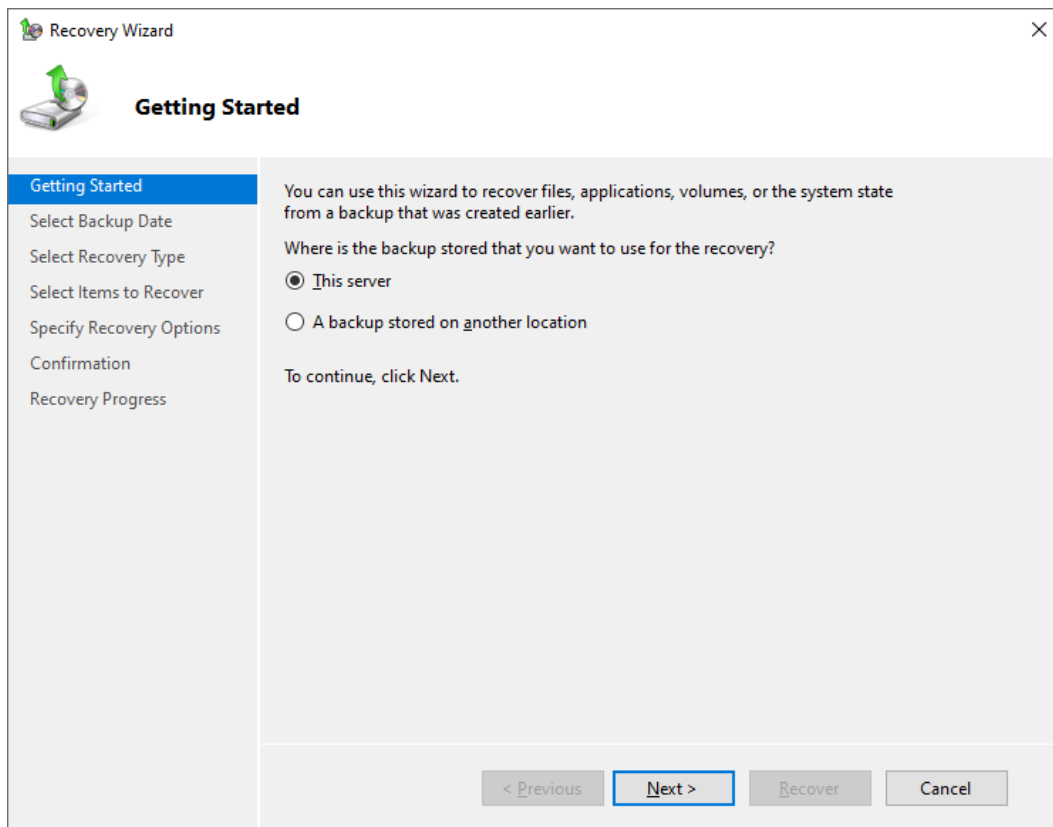 Recovery Wizard
Getting Started
Getting Started
Select Backup Date
Select Recovery Type
Select Items to Recover
Specify Recovery Options
Confirmation
Recovery Progress
You can use this wizard to recover files, applications, volumes, or the system state
from a backup that was created earlier.
Where is the backup stored that you want to use for the recovery?
This server
A backup stored on another location
To continue, click Next.
< Previous
Next >
Recover
Cancel